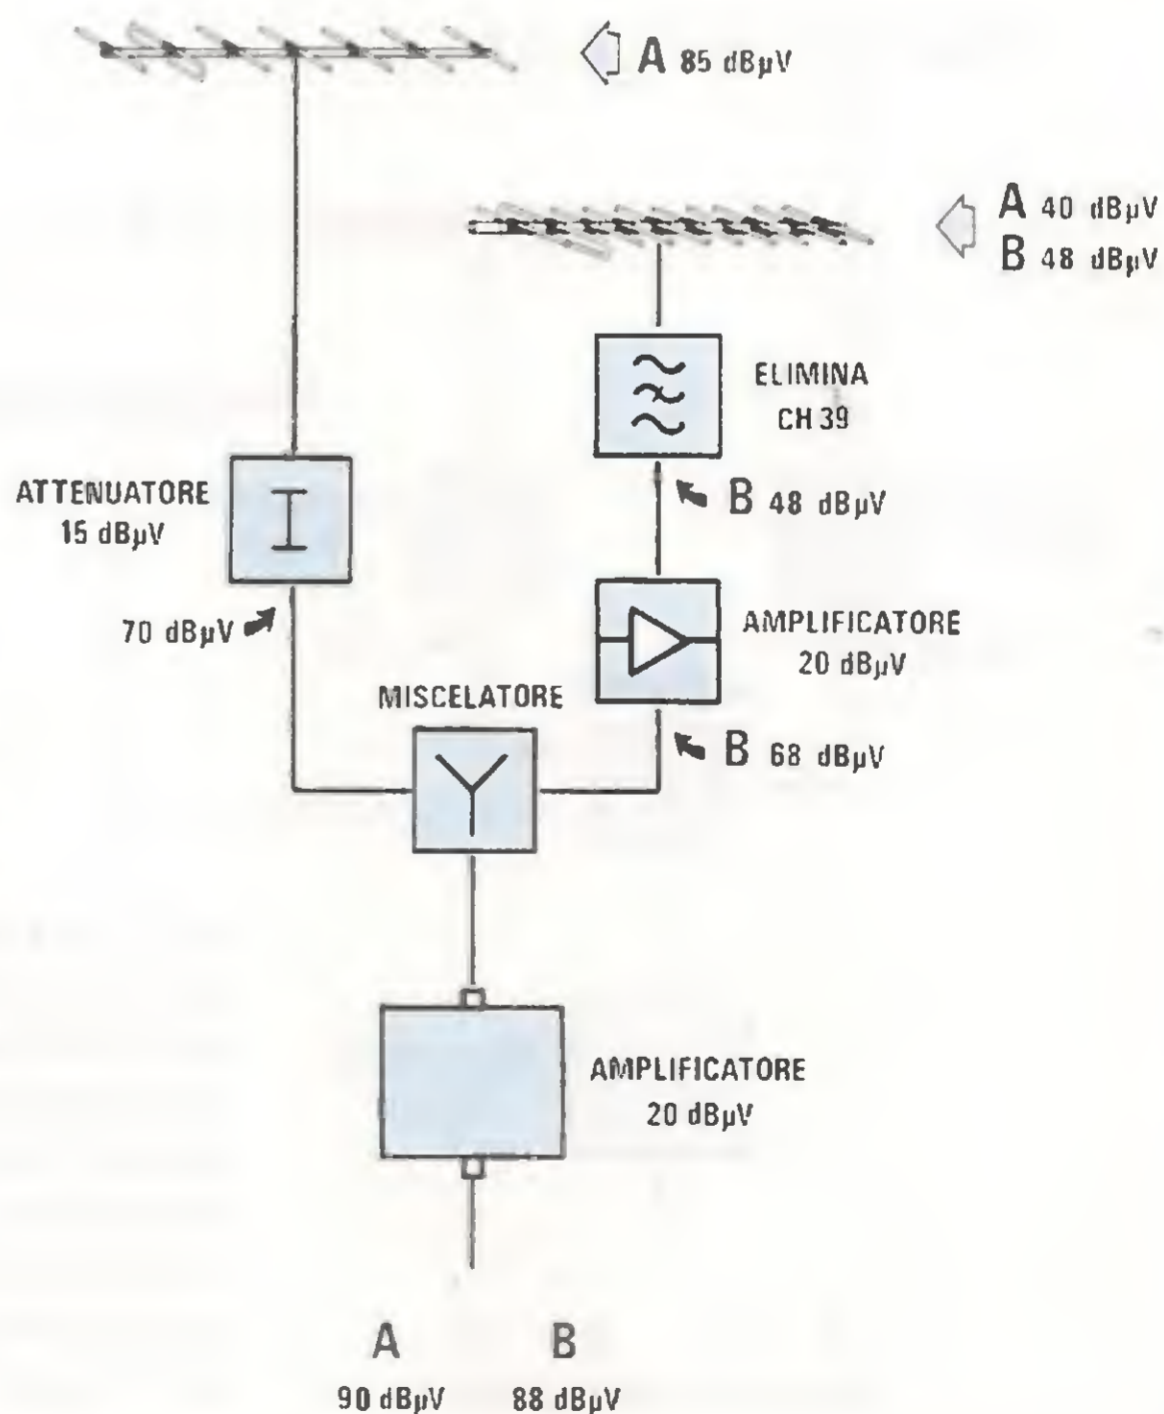 A 85 dBµV
A 40 dBµV
B 48 dBµV
ELIMINA
CH 39
ATTENUATORE
15 dBµV
B 48 dBµV
70 dBµV
AMPLIFICATORE
20 dBµV
MISCELATORE
B 68 dBµV
AMPLIFICATORE
20 dBµV
A B
90 dBµV 88 dBµV